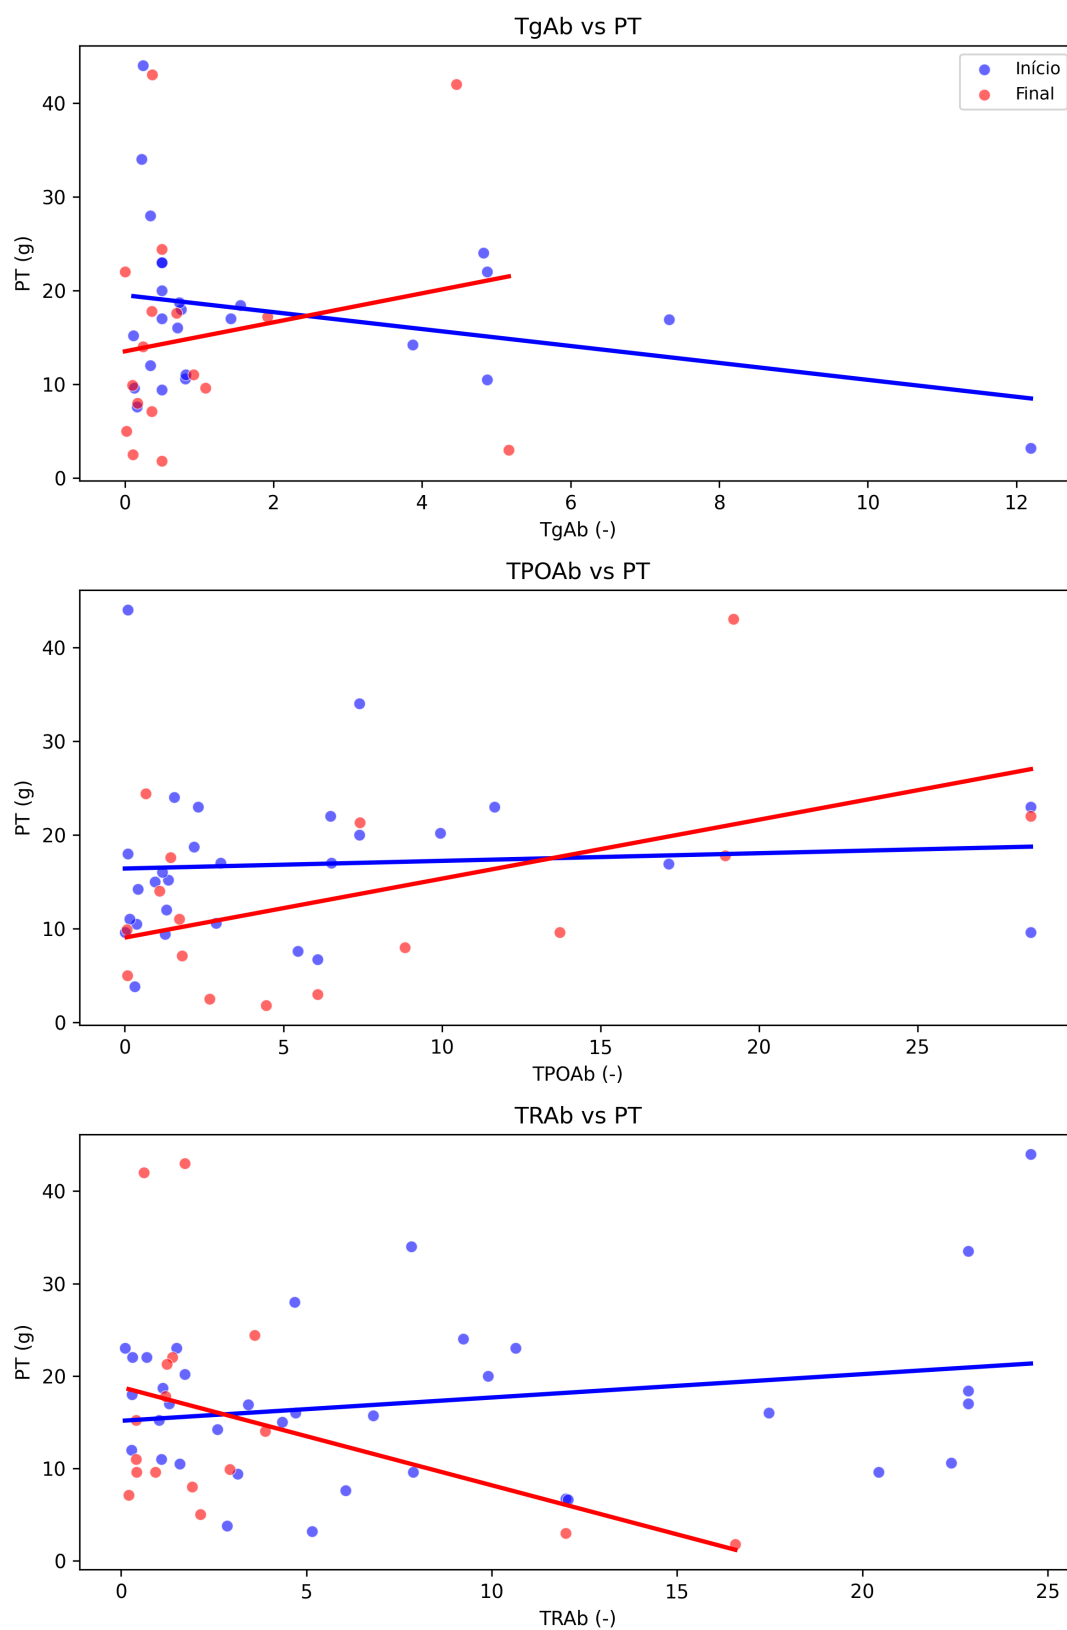 TgAb vs PT
Início
Final
PT (g)
40
30
20
10
0
0 2 4 6 8 10 12
TgAb (-)
TPOAb vs PT
PT (g)
40
30
20
10
0
0 5 10 15 20 25
TPOAb (-)
TRAb vs PT
PT (g)
40
30
20
10
0
0 5 10 15 20 25
TRAb (-)